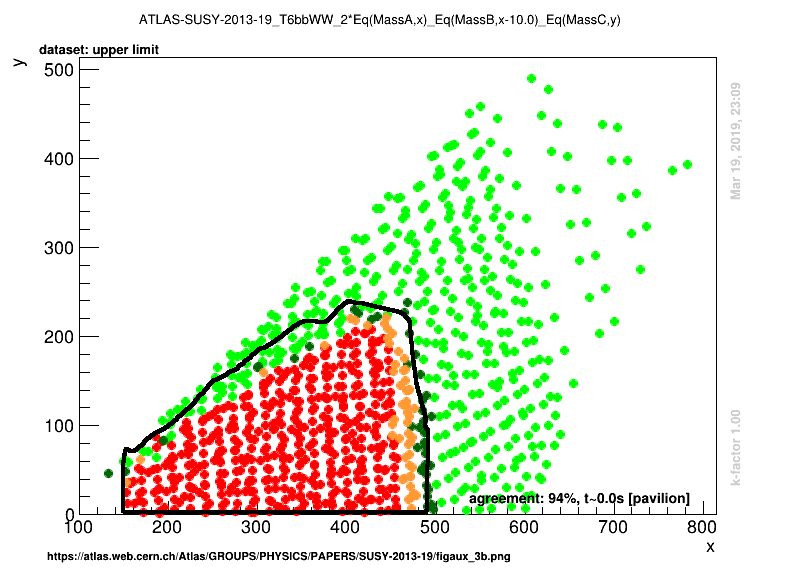 ATLAS-SUSY-2013-19_T6bbWW_2*Eq(MassA,x)_Eq(MassB,x-10.0)_Eq(MassC,y)
dataset: upper limit
y
500
400
300
200
100
0
100 200 300 400 500 600 700 800
x
agreement: 94%, t~0.0s [pavilion]
Mar 19, 2019, 23:09
k-factor 1.00
https://atlas.web.cern.ch/Atlas/GROUPS/PHYSICS/PAPERS/SUSY-2013-19/figaux_3b.png